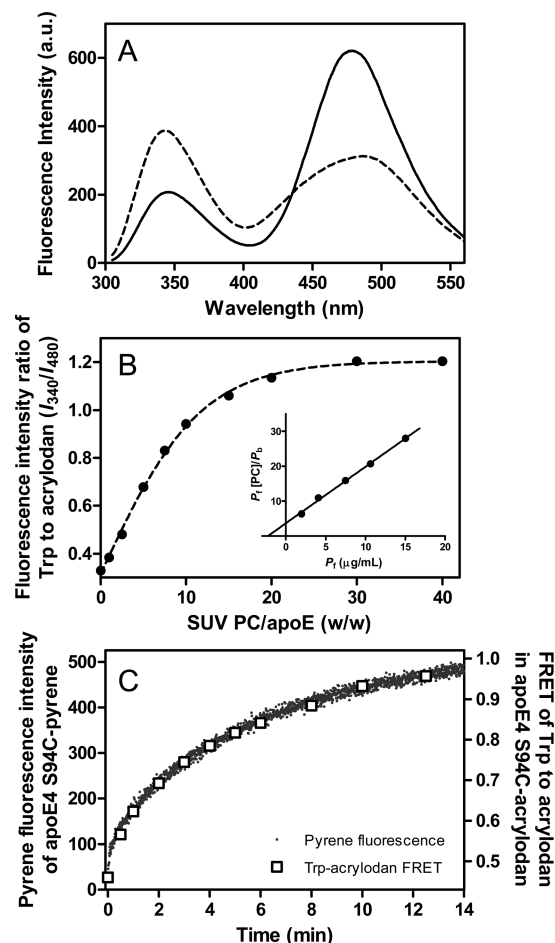 A
Fluorescence Intensity (a.u.)
600
400
200
0
300 350 400 450 500 550
Wavelength (nm)
B
Fluorescence intensity ratio of
Trp to acrylodan (I340/I480)
1.2
1.0
0.8
0.6
0.4
0 10 20 30 40
SUV PC/apoE (w/w)
Pf [PC]/Pb
30
20
10
0 5 10 15 20
Pf (µg/mL)
C
Pyrene fluorescence intensity
of apoE4 S94C-pyrene
500
400
300
200
100
0
0 2 4 6 8 10 12 14
Time (min)
Pyrene fluorescence
Trp-acrylodan FRET
1.0
0.9
0.8
0.7
0.6
0.5
FRET of Trp to acrylodan
in apoE4 S94C-acrylodan